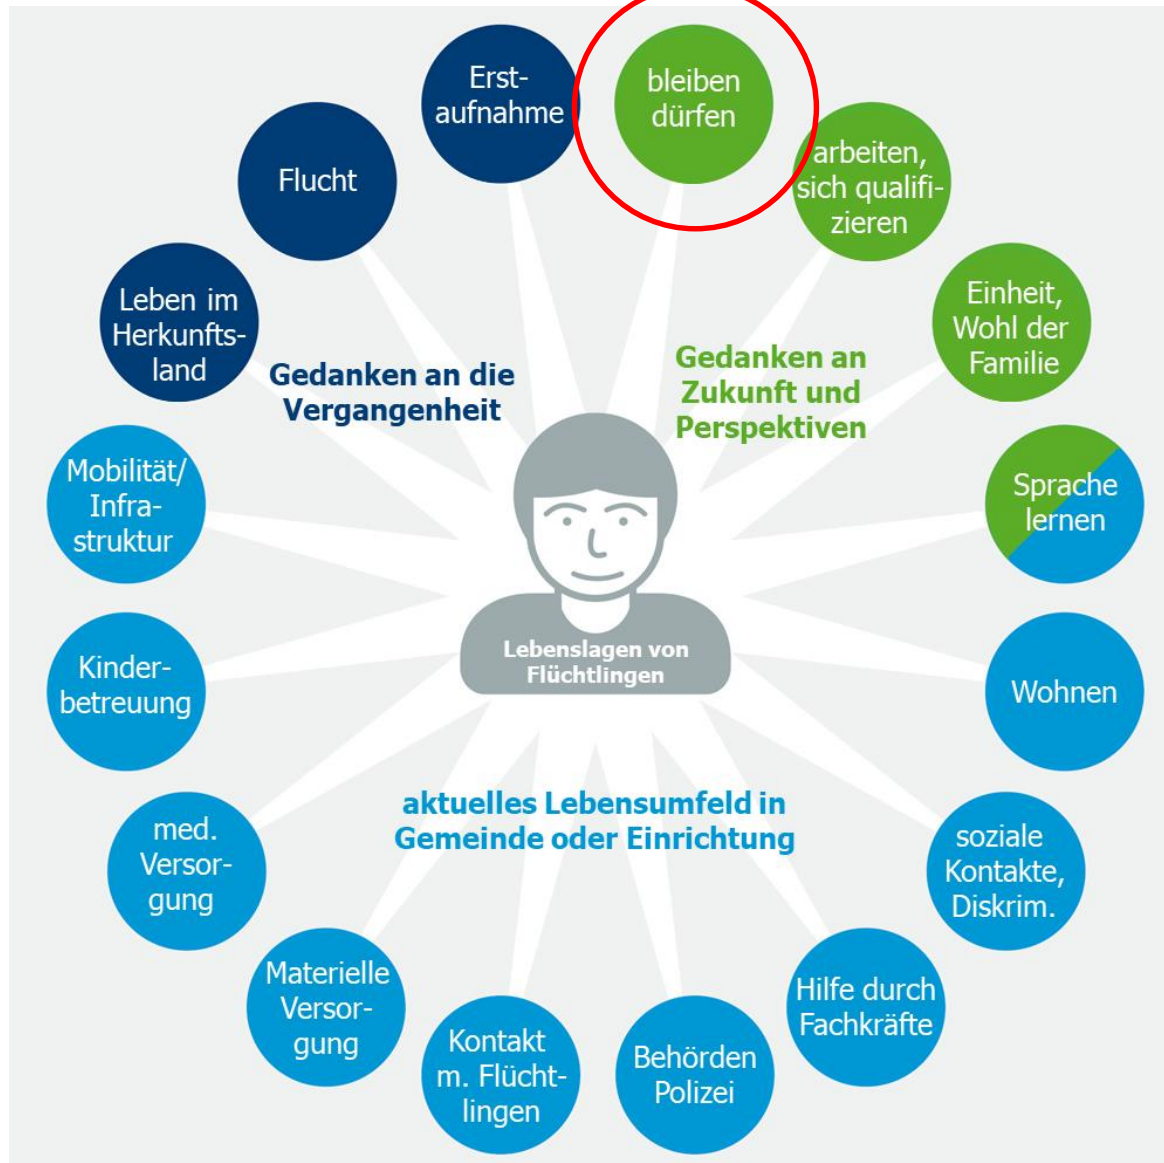 Erst-
aufnahme
bleiben
dürfen
arbeiten,
sich qualifi-
zieren
Einheit,
Wohl der
Familie
Sprache
lernen
Wohnen
soziale
Kontakte,
Diskrim.
Hilfe durch
Fachkräfte
Behörden
Polizei
Kontakt
m. Flücht-
lingen
Materielle
Versor-
gung
med.
Versor-
gung
Kinder-
betreuung
Mobilität/
Infra-
struktur
Leben im
Herkunfts-
land
Flucht
Gedanken an die
Vergangenheit
Gedanken an
Zukunft und
Perspektiven
Lebenslagen von
Flüchtlingen
aktuelles Lebensumfeld in
Gemeinde oder Einrichtung